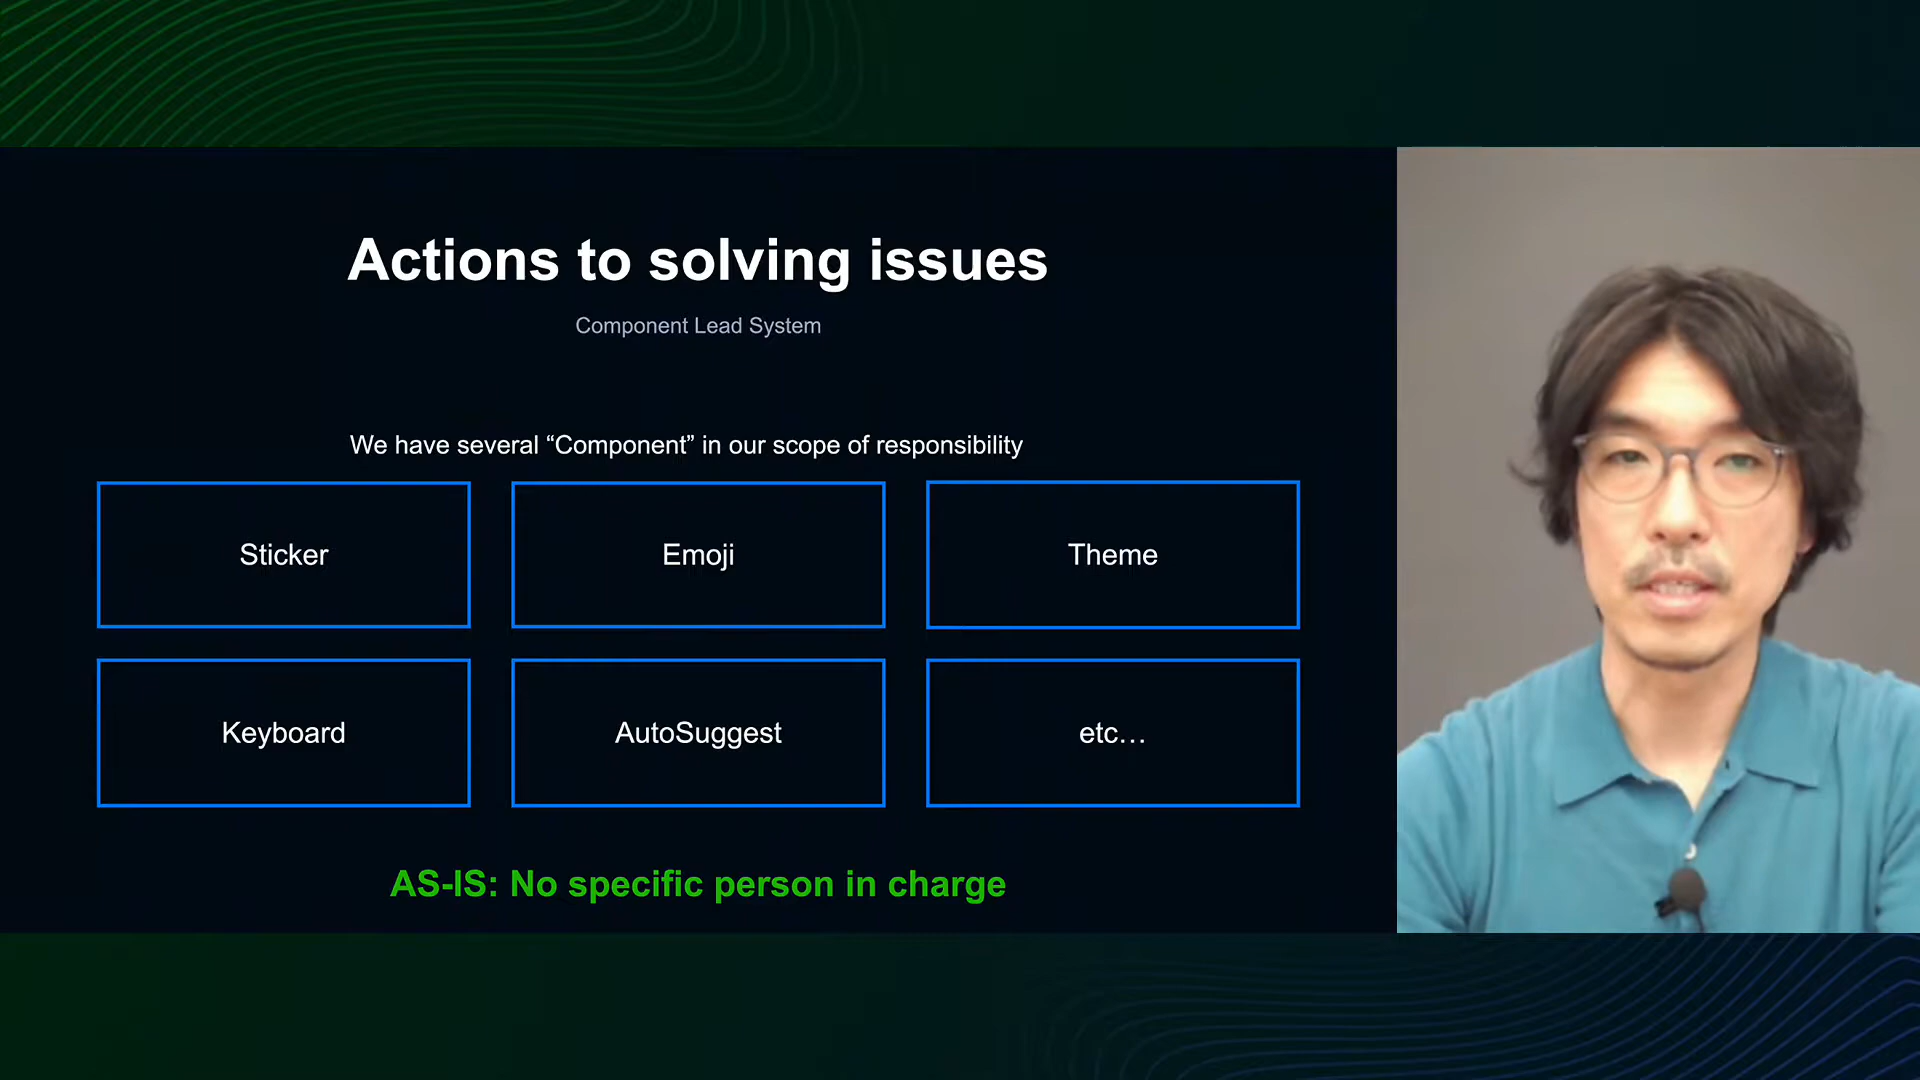 Actions to solving issues
Component Lead System
We have several “Component” in our scope of responsibility
Sticker
Emoji
Theme
Keyboard
AutoSuggest
etc…
AS-IS: No specific person in charge